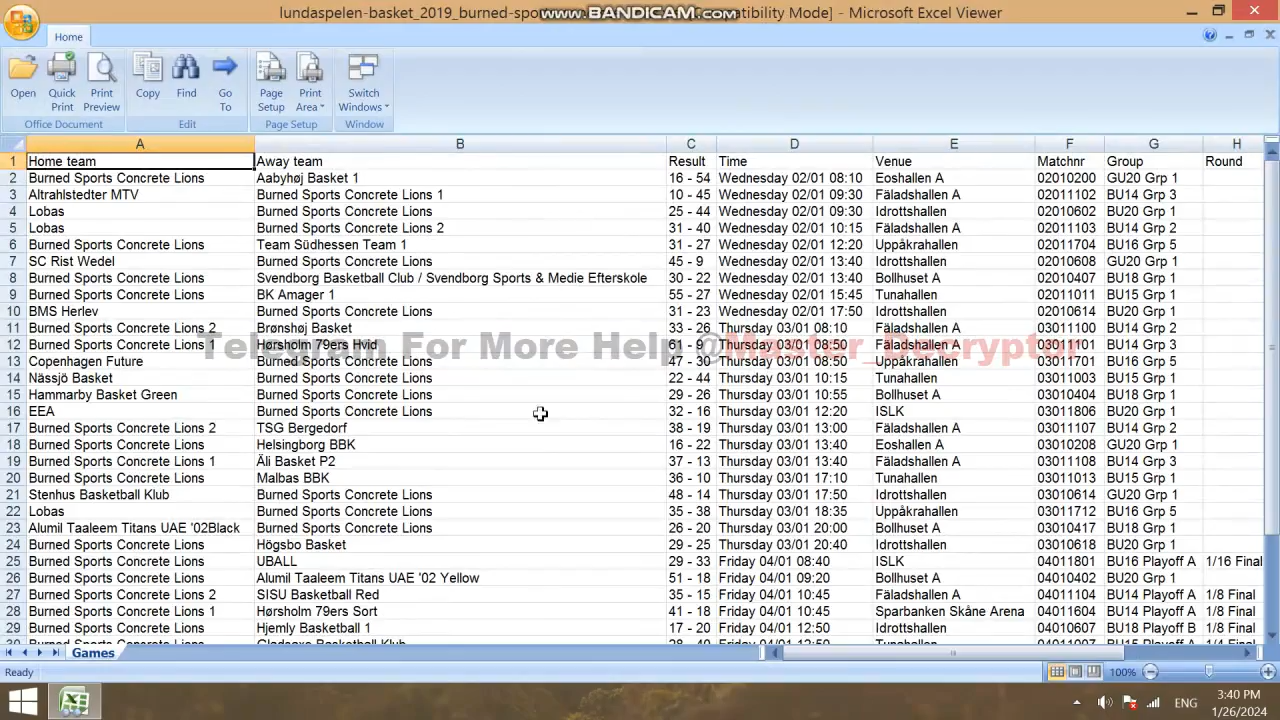 lundaspelen-basket_2019_burned-spo www.BANDICAM.com patibility Mode] - Microsoft Excel Viewer
Home
Open Quick Print Print Preview Copy Find Go To Page Setup Print Area Switch Windows
Office Document Edit Page Setup Window
A B C D E F G H
1 Home team Away team Result Time Venue Matchnr Group Round
2 Burned Sports Concrete Lions Aabyhøj Basket 1 16 - 54 Wednesday 02/01 08:10 Eoshallen A 02010200 GU20 Grp 1
3 Altrahlstedter MTV Burned Sports Concrete Lions 1 10 - 45 Wednesday 02/01 09:30 Fäladshallen A 02011102 BU14 Grp 3
4 Lobas Burned Sports Concrete Lions 25 - 44 Wednesday 02/01 09:30 Idrottshallen 02010602 BU20 Grp 1
5 Lobas Burned Sports Concrete Lions 2 31 - 40 Wednesday 02/01 10:15 Fäladshallen A 02011103 BU14 Grp 2
6 Burned Sports Concrete Lions Team Südhessen Team 1 31 - 27 Wednesday 02/01 12:20 Uppåkrahallen 02011704 BU16 Grp 5
7 SC Rist Wedel Burned Sports Concrete Lions 45 - 9 Wednesday 02/01 13:40 Idrottshallen 02010608 GU20 Grp 1
8 Burned Sports Concrete Lions Svendborg Basketball Club / Svendborg Sports & Medie Efterskole 30 - 22 Wednesday 02/01 13:40 Bollhuset A 02010407 BU18 Grp 1
9 Burned Sports Concrete Lions BK Amager 1 55 - 27 Wednesday 02/01 15:45 Tunahallen 02011011 BU15 Grp 1
10 BMS Herlev Burned Sports Concrete Lions 31 - 23 Wednesday 02/01 17:50 Idrottshallen 02010614 BU20 Grp 1
11 Burned Sports Concrete Lions 2 Brønshøj Basket 33 - 26 Thursday 03/01 08:10 Fäladshallen A 03011100 BU14 Grp 2
12 Burned Sports Concrete Lions 1 Hørsholm 79ers Hvid 61 - 9 Thursday 03/01 08:50 Fäladshallen A 03011101 BU14 Grp 3
Telegram For More Help@Master_Decryptor
13 Copenhagen Future Burned Sports Concrete Lions 47 - 30 Thursday 03/01 08:50 Uppåkrahallen 03011701 BU16 Grp 5
14 Nässjö Basket Burned Sports Concrete Lions 22 - 44 Thursday 03/01 10:15 Tunahallen 03011003 BU15 Grp 1
15 Hammarby Basket Green Burned Sports Concrete Lions 29 - 26 Thursday 03/01 10:55 Bollhuset A 03010404 BU18 Grp 1
16 EEA Burned Sports Concrete Lions 32 - 16 Thursday 03/01 12:20 ISLK 03011806 BU20 Grp 1
17 Burned Sports Concrete Lions 2 TSG Bergedorf 38 - 19 Thursday 03/01 13:00 Fäladshallen A 03011107 BU14 Grp 2
18 Burned Sports Concrete Lions Helsingborg BBK 16 - 22 Thursday 03/01 13:40 Eoshallen A 03010208 GU20 Grp 1
19 Burned Sports Concrete Lions 1 Äli Basket P2 37 - 13 Thursday 03/01 13:40 Fäladshallen A 03011108 BU14 Grp 3
20 Burned Sports Concrete Lions Malbas BBK 36 - 10 Thursday 03/01 17:10 Tunahallen 03011013 BU15 Grp 1
21 Stenhus Basketball Klub Burned Sports Concrete Lions 48 - 14 Thursday 03/01 17:50 Idrottshallen 03010614 GU20 Grp 1
22 Lobas Burned Sports Concrete Lions 35 - 38 Thursday 03/01 18:35 Uppåkrahallen 03011712 BU16 Grp 5
23 Alumil Taaleem Titans UAE '02Black Burned Sports Concrete Lions 26 - 20 Thursday 03/01 20:00 Bollhuset A 03010417 BU18 Grp 1
24 Burned Sports Concrete Lions Högsbo Basket 29 - 25 Thursday 03/01 20:40 Idrottshallen 03010618 BU20 Grp 1
25 Burned Sports Concrete Lions UBALL 29 - 33 Friday 04/01 08:40 ISLK 04011801 BU16 Playoff A 1/16 Final
26 Burned Sports Concrete Lions Alumil Taaleem Titans UAE '02 Yellow 51 - 18 Friday 04/01 09:20 Bollhuset A 04010402 BU20 Grp 1
27 Burned Sports Concrete Lions 2 SISU Basketball Red 35 - 15 Friday 04/01 10:45 Fäladshallen A 04011104 BU14 Playoff A 1/8 Final
28 Burned Sports Concrete Lions 1 Hørsholm 79ers Sort 41 - 18 Friday 04/01 10:45 Sparbanken Skåne Arena 04011604 BU14 Playoff A 1/8 Final
29 Burned Sports Concrete Lions Hjemly Basketball 1 17 - 20 Friday 04/01 12:50 Idrottshallen 04010607 BU18 Playoff B 1/8 Final
Games
Ready 100%
ENG 3:40 PM
1/26/2024